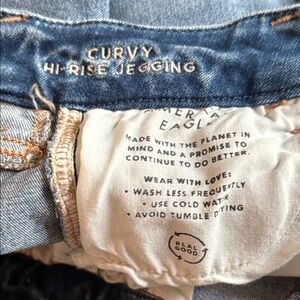 CURVY
HI-RISE JEGGING
EAGL
MADE WITH THE PLANET IN
MIND AND A PROMISE TO
CONTINUE TO DO BETTER.
WEAR WITH LOVE:
• WASH LESS FREQUENTLY
• USE COLD WATER
• AVOID TUMBLE DRYING
REAL
GOOD